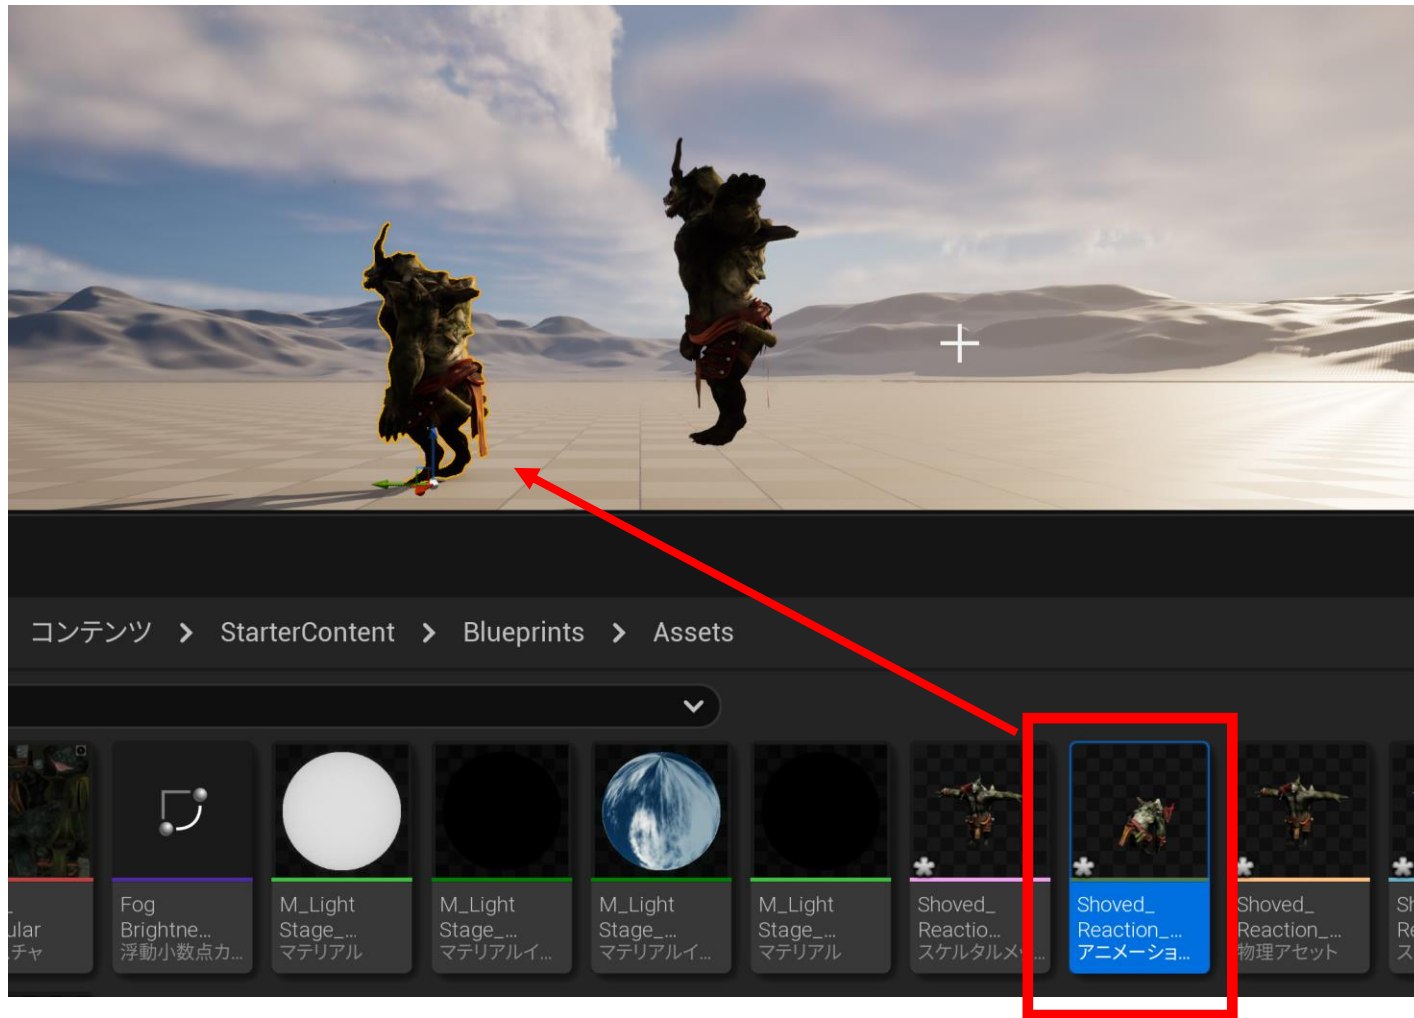 コンテンツ > StarterContent > Blueprints > Assets
ular
チャ
Fog
Brightne...
浮動小数点カ...
M_Light
Stage_...
マテリアル
M_Light
Stage_...
マテリアルイ...
M_Light
Stage_...
マテリアルイ...
M_Light
Stage_...
マテリアル
Shoved_
Reactio...
スケルタルメッ...
Shoved_
Reaction_...
アニメーショ...
Shoved_
Reaction_...
物理アセット
Sh
Re
ス